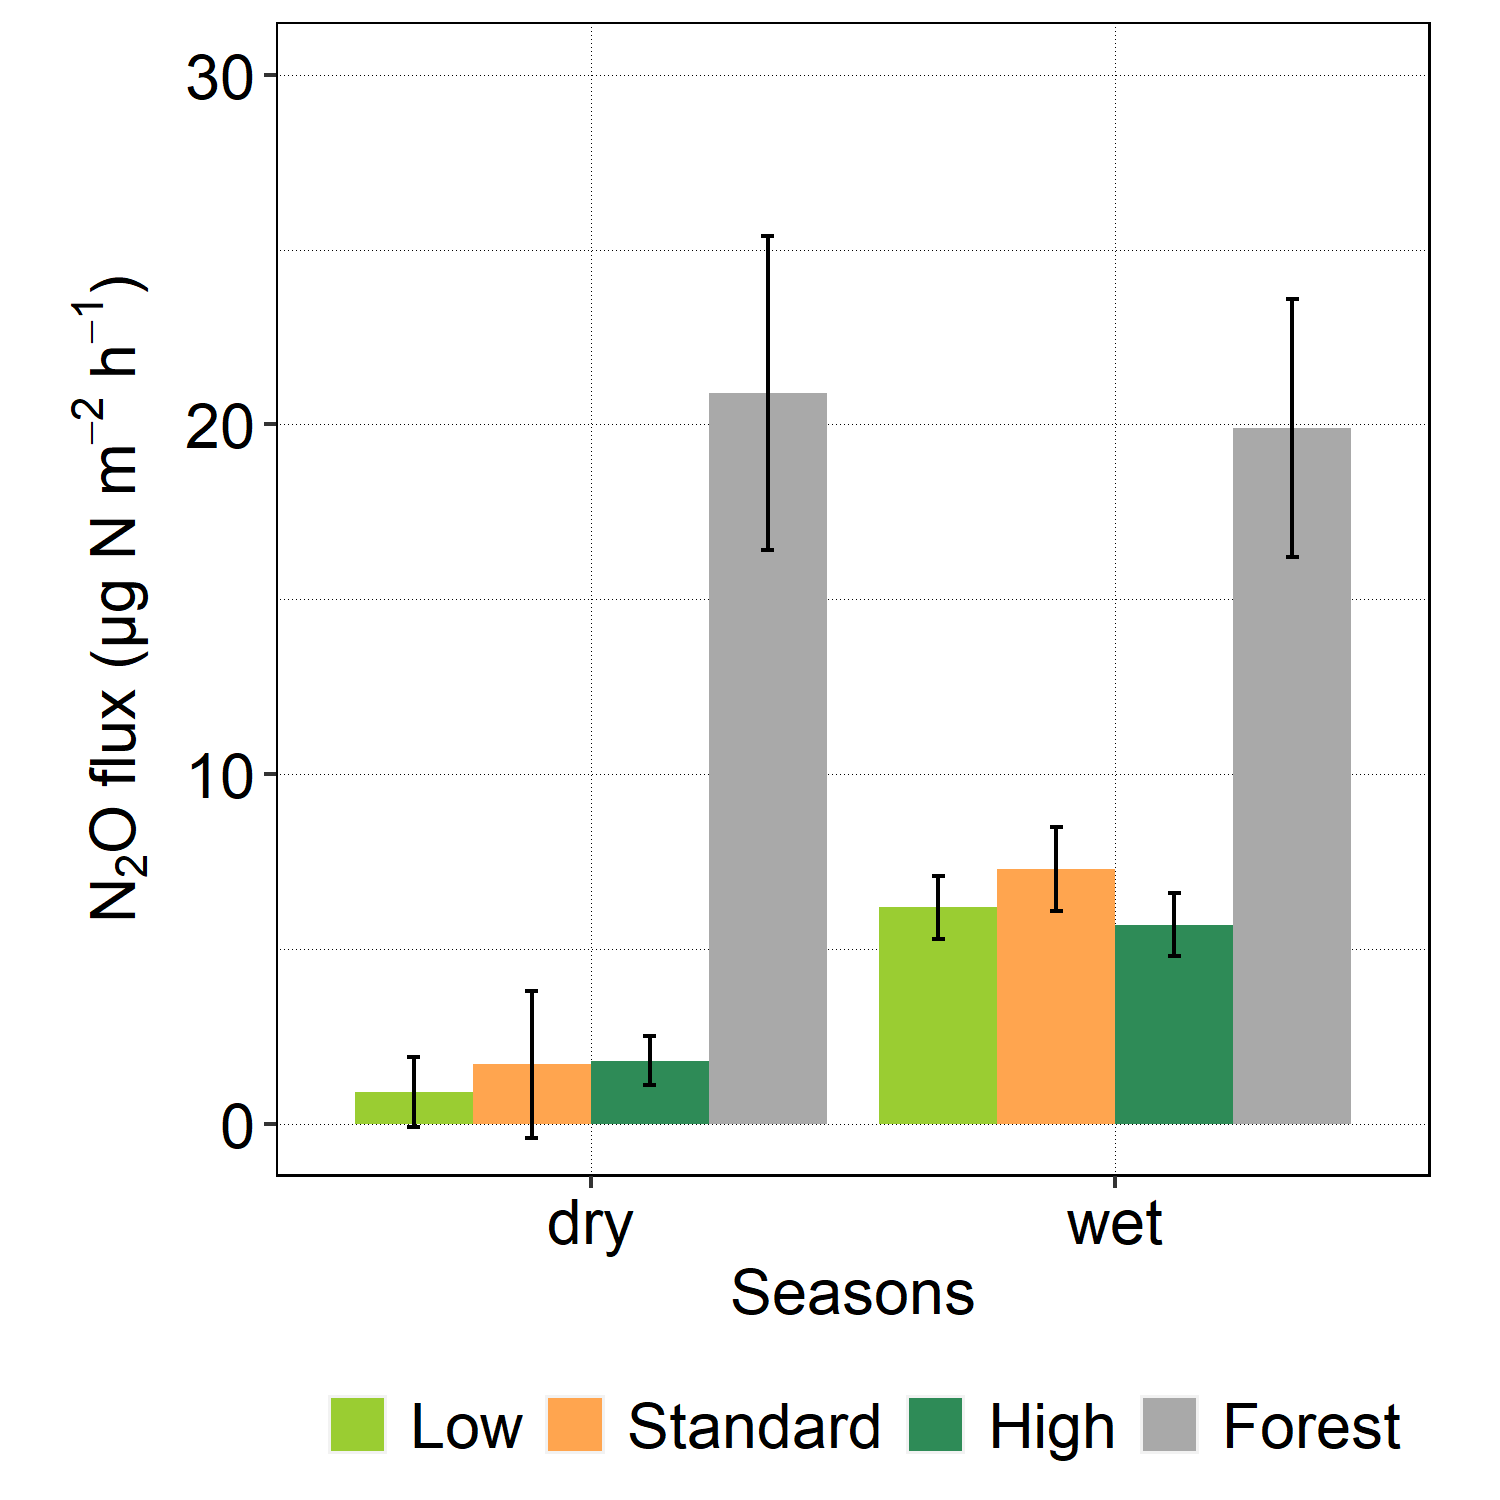 30
20
10
0
N₂O flux (µg N m⁻² h⁻¹)
dry wet
Seasons
Low Standard High Forest